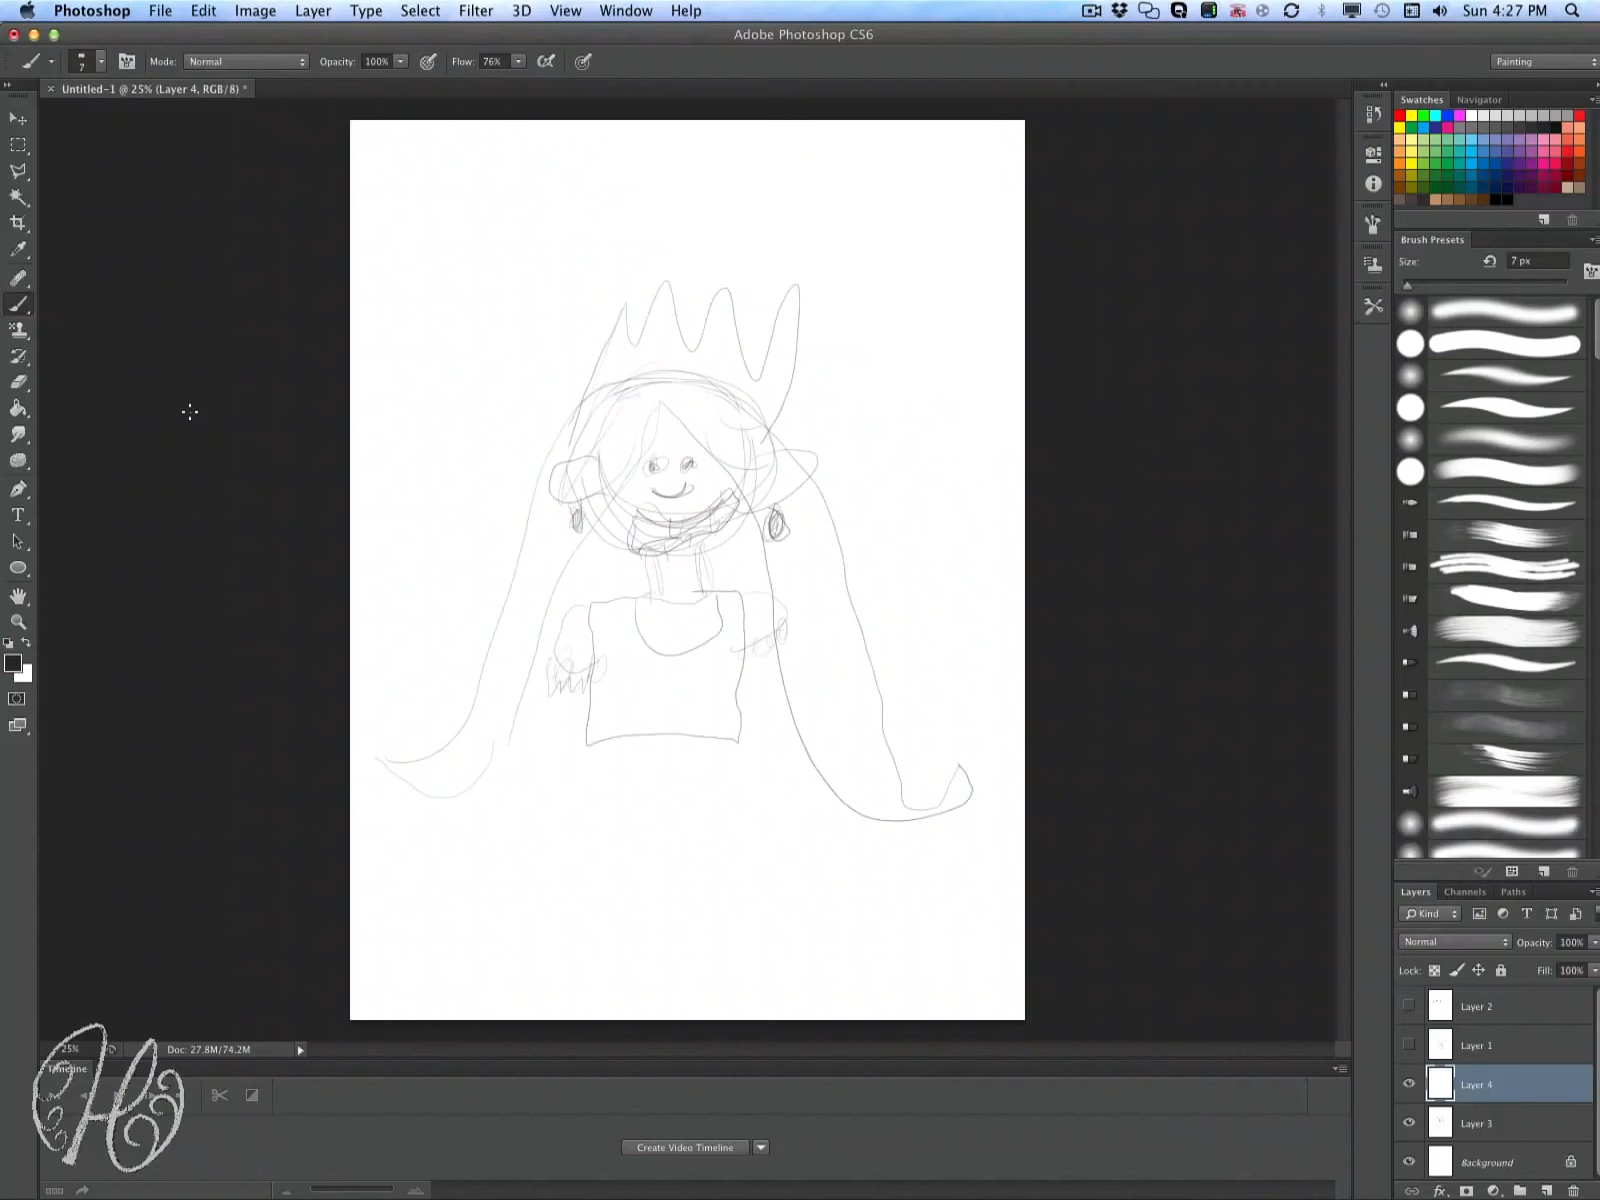 Photoshop File Edit Image Layer Type Select Filter 3D View Window Help Sun 4:27 PM
Adobe Photoshop CS6
7 Mode: Normal Opacity: 100% Flow: 76% Painting
× Untitled-1 @ 25% (Layer 4, RGB/8) *
Swatches Navigator
Brush Presets
Size: 7 px
Layers Channels Paths
Kind
Normal Opacity: 100%
Lock: Fill: 100%
Layer 2
Layer 1
Layer 4
Layer 3
Background
25% Doc: 27.8M/74.2M
Timeline
Create Video Timeline
H